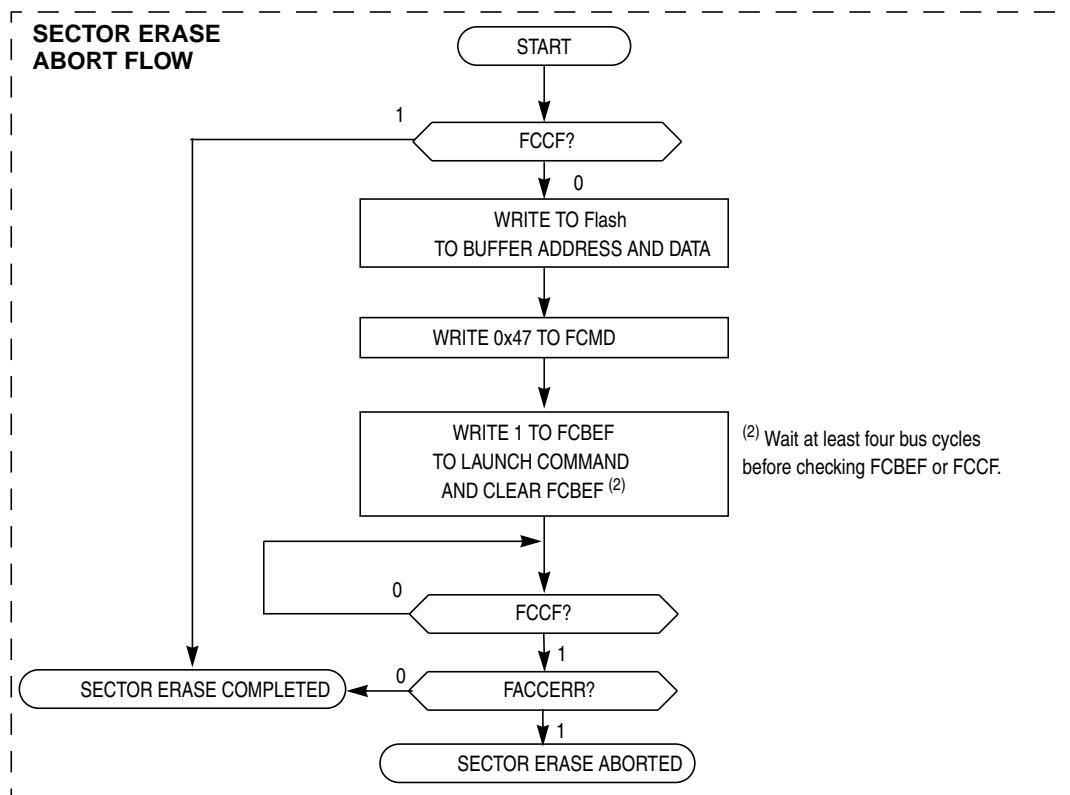 SECTOR ERASE
ABORT FLOW
START
1
FCCF?
0
WRITE TO Flash
TO BUFFER ADDRESS AND DATA
WRITE 0x47 TO FCMD
WRITE 1 TO FCBEF
TO LAUNCH COMMAND
AND CLEAR FCBEF (2)
(2) Wait at least four bus cycles
before checking FCBEF or FCCF.
0
FCCF?
1
0
SECTOR ERASE COMPLETED
FACCERR?
1
SECTOR ERASE ABORTED